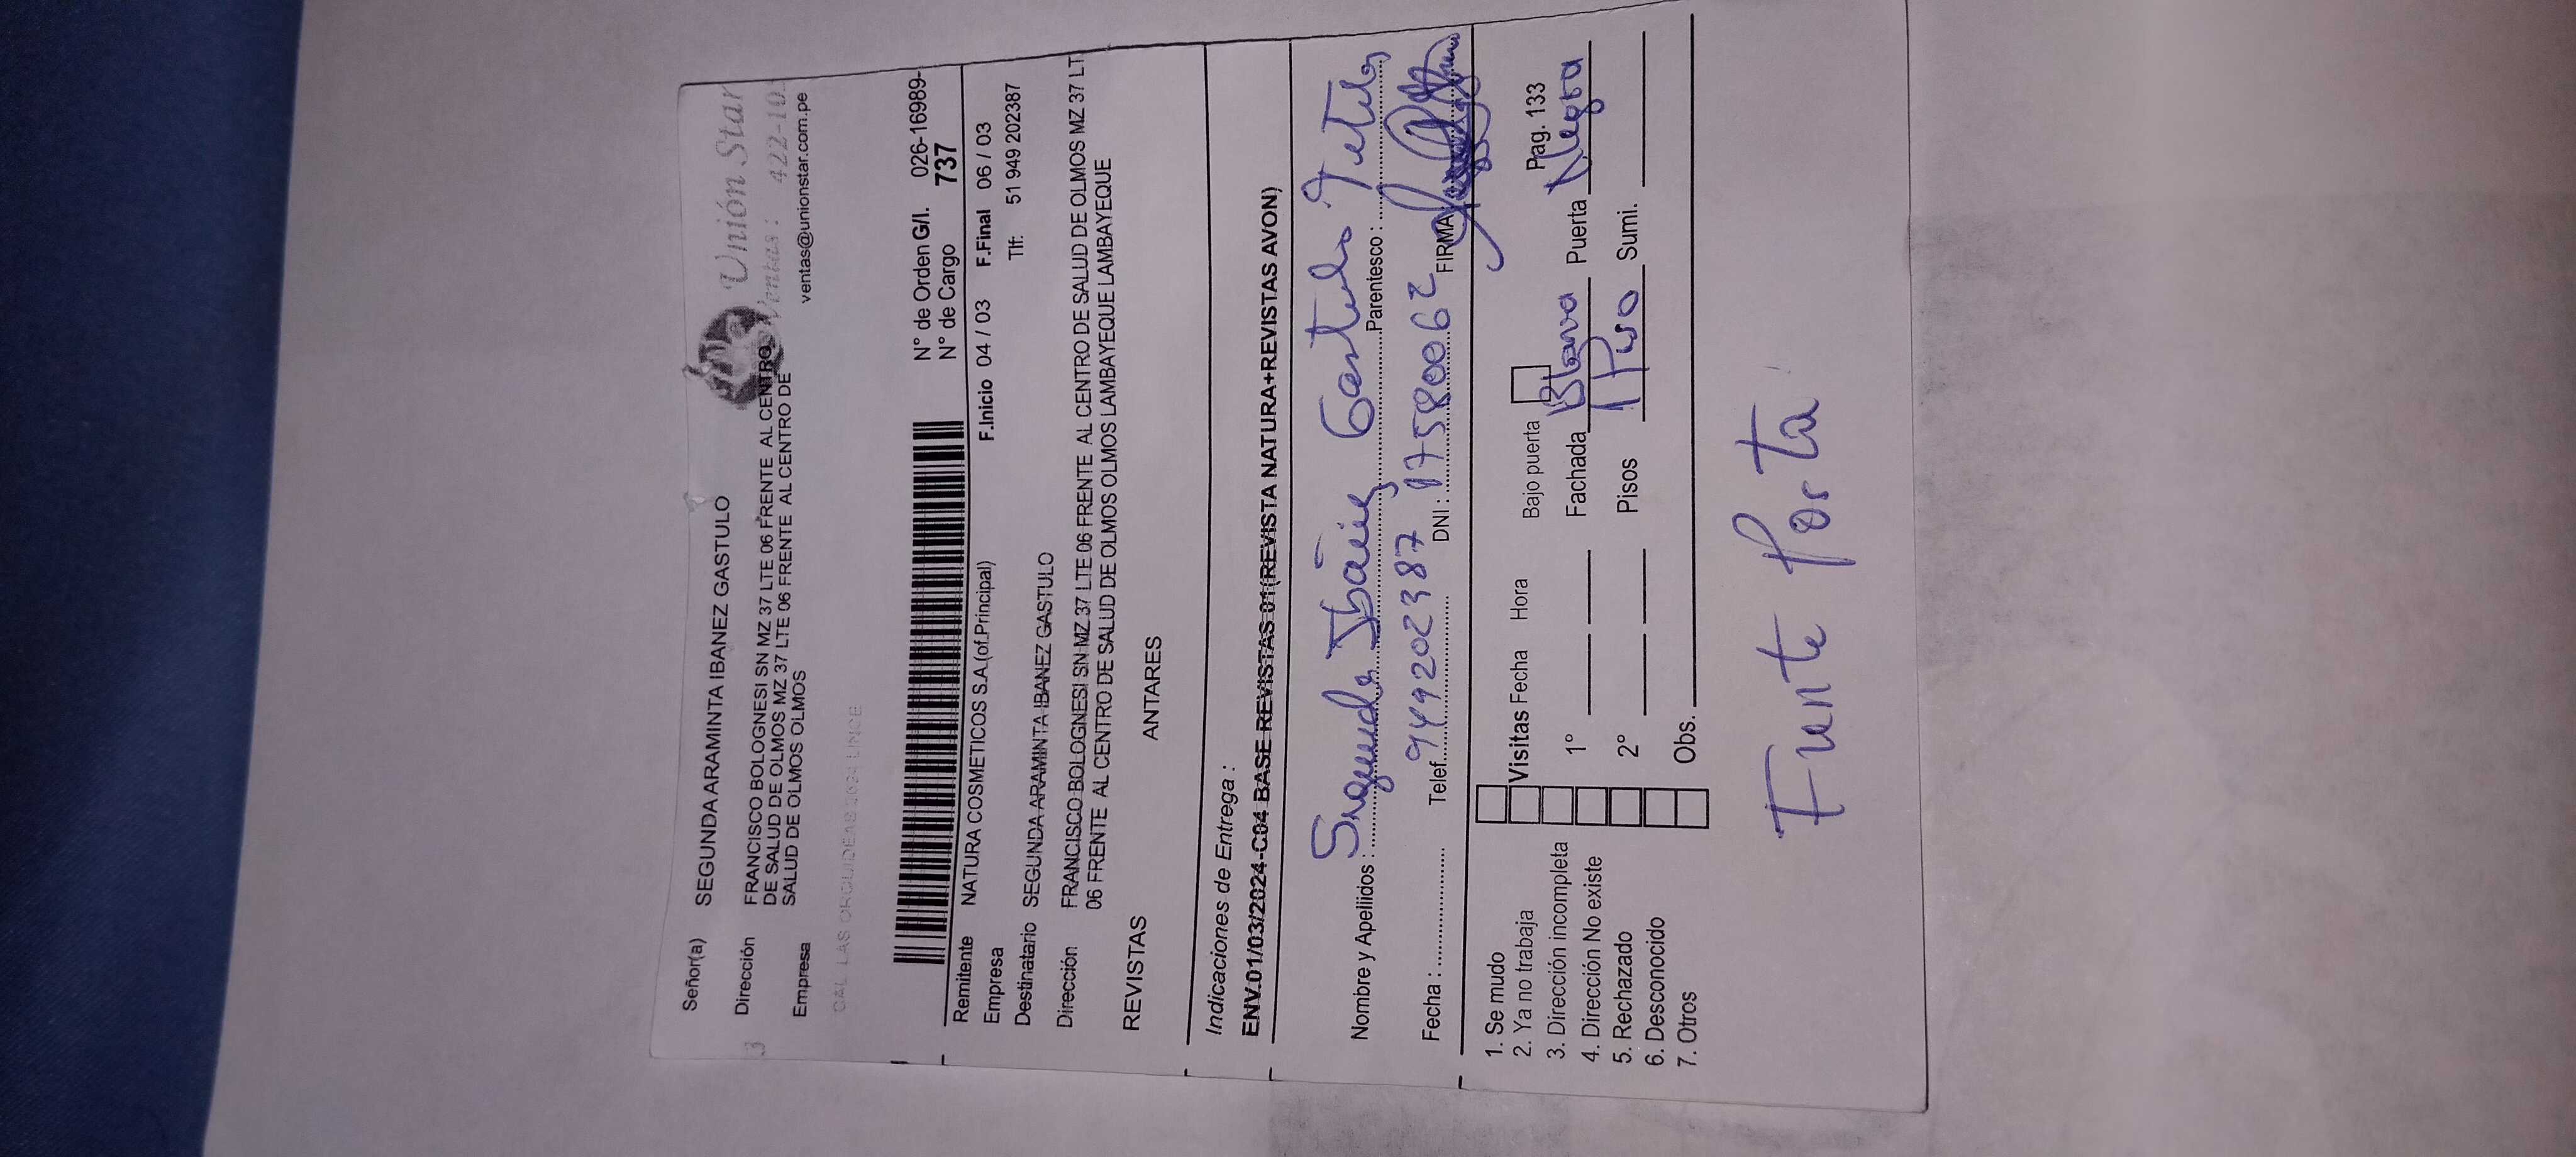 Señor(a) SEGUNDA ARAMINTA IBANEZ GASTULO
Unión Star
Ventas: 422-10
ventas@unionstar.com.pe
Dirección FRANCISCO BOLOGNESI SN MZ 37 LTE 06 FRENTE AL CENTRO
DE SALUD DE OLMOS MZ 37 LTE 06 FRENTE AL CENTRO DE
Empresa SALUD DE OLMOS OLMOS
3
N° de Orden G/I. 026-16989-
N° de Cargo 737
Remitente NATURA COSMETICOS S.A.(of.Principal) F.Inicio 04 / 03 F.Final 06 / 03
Empresa Tlf: 51 949 202387
Destinatario SEGUNDA ARAMINTA IBANEZ GASTULO
Dirección FRANCISCO BOLOGNESI SN MZ 37 LTE 06 FRENTE AL CENTRO DE SALUD DE OLMOS MZ 37 LT
06 FRENTE AL CENTRO DE SALUD DE OLMOS OLMOS LAMBAYEQUE LAMBAYEQUE
REVISTAS ANTARES
Indicaciones de Entrega :
ENV.01/03/2024-C04 BASE REVISTAS 01(REVISTA NATURA+REVISTAS AVON)
Nombre y Apellidos : Segunda Ibáñez Gastulo Parentesco : Titular
Fecha : Telef. 949202387 DNI : 17580062 FIRMA
1. Se mudo
2. Ya no trabaja Visitas Fecha Hora Bajo puerta Pag. 133
3. Dirección incompleta 1° Fachada Blanca Puerta Negra
4. Dirección No existe
5. Rechazado 2° Pisos 1 Piso Sumi.
6. Desconocido
7. Otros Obs.